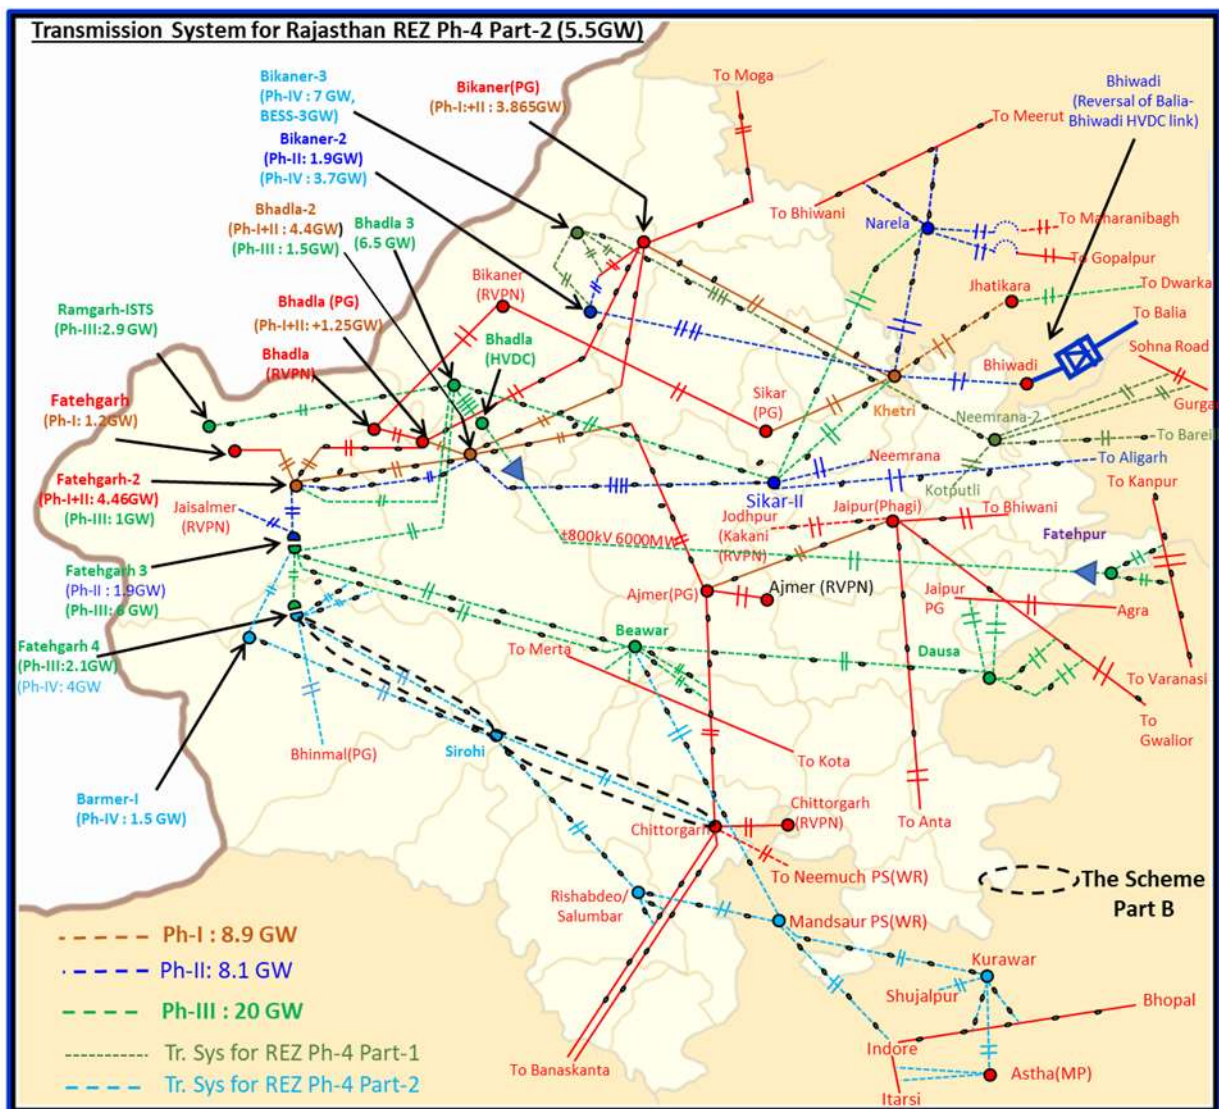 Transmission System for Rajasthan REZ Ph-4 Part-2 (5.5GW)
Bikaner-3
(Ph-IV : 7 GW,
BESS-3GW)
Bikaner(PG)
(Ph-I:+II : 3.865GW)
To Moga
Bhiwadi
(Reversal of Balia-
Bhiwadi HVDC link)
To Meerut
Bikaner-2
(Ph-II: 1.9GW)
(Ph-IV : 3.7GW)
Bhadla-2
(Ph-I+II : 4.4GW)
(Ph-III : 1.5GW)
Bhadla 3
(6.5 GW)
To Bhiwani
Narela
To Maharanibagh
To Gopalpur
Bikaner
(RVPN)
Jhatikara
To Dwarka
Ramgarh-ISTS
(Ph-III:2.9 GW)
Bhadla (PG)
(Ph-I+II: +1.25GW)
Bhadla
(RVPN)
Bhadla
(HVDC)
To Balia
Sohna Road
Bhiwadi
Fatehgarh
(Ph-I: 1.2GW)
Sikar
(PG)
Khetri
Neemrana-2
Gurga
To Bareil
Fatehgarh-2
(Ph-I+II: 4.46GW)
(Ph-III: 1GW)
Neemrana
To Aligarh
Kotputli
To Kanpur
Jaisalmer
(RVPN)
Sikar-II
Jodhpur
(Kakani
(RVPN)
Jaipur(Phagi)
To Bhiwani
±800kV 6000MW
Fatehpur
Fatehgarh 3
(Ph-II : 1.9GW)
(Ph-III: 6 GW)
Ajmer(PG)
Ajmer (RVPN)
Jaipur
PG
Agra
Fatehgarh 4
(Ph-III:2.1GW)
(Ph-IV: 4GW
Beawar
To Merta
Dausa
To Varanasi
To
Gwalior
Bhinmal(PG)
Sirohi
To Kota
Barmer-I
(Ph-IV : 1.5 GW)
Chittorgarh
Chittorgarh
(RVPN)
To Anta
To Neemuch PS(WR)
The Scheme
Part B
Rishabdeo/
Salumbar
Mandsaur PS(WR)
Kurawar
Shujalpur
Bhopal
Indore
To Banaskanta
Astha(MP)
Itarsi
Ph-I : 8.9 GW
Ph-II: 8.1 GW
Ph-III : 20 GW
Tr. Sys for REZ Ph-4 Part-1
Tr. Sys for REZ Ph-4 Part-2